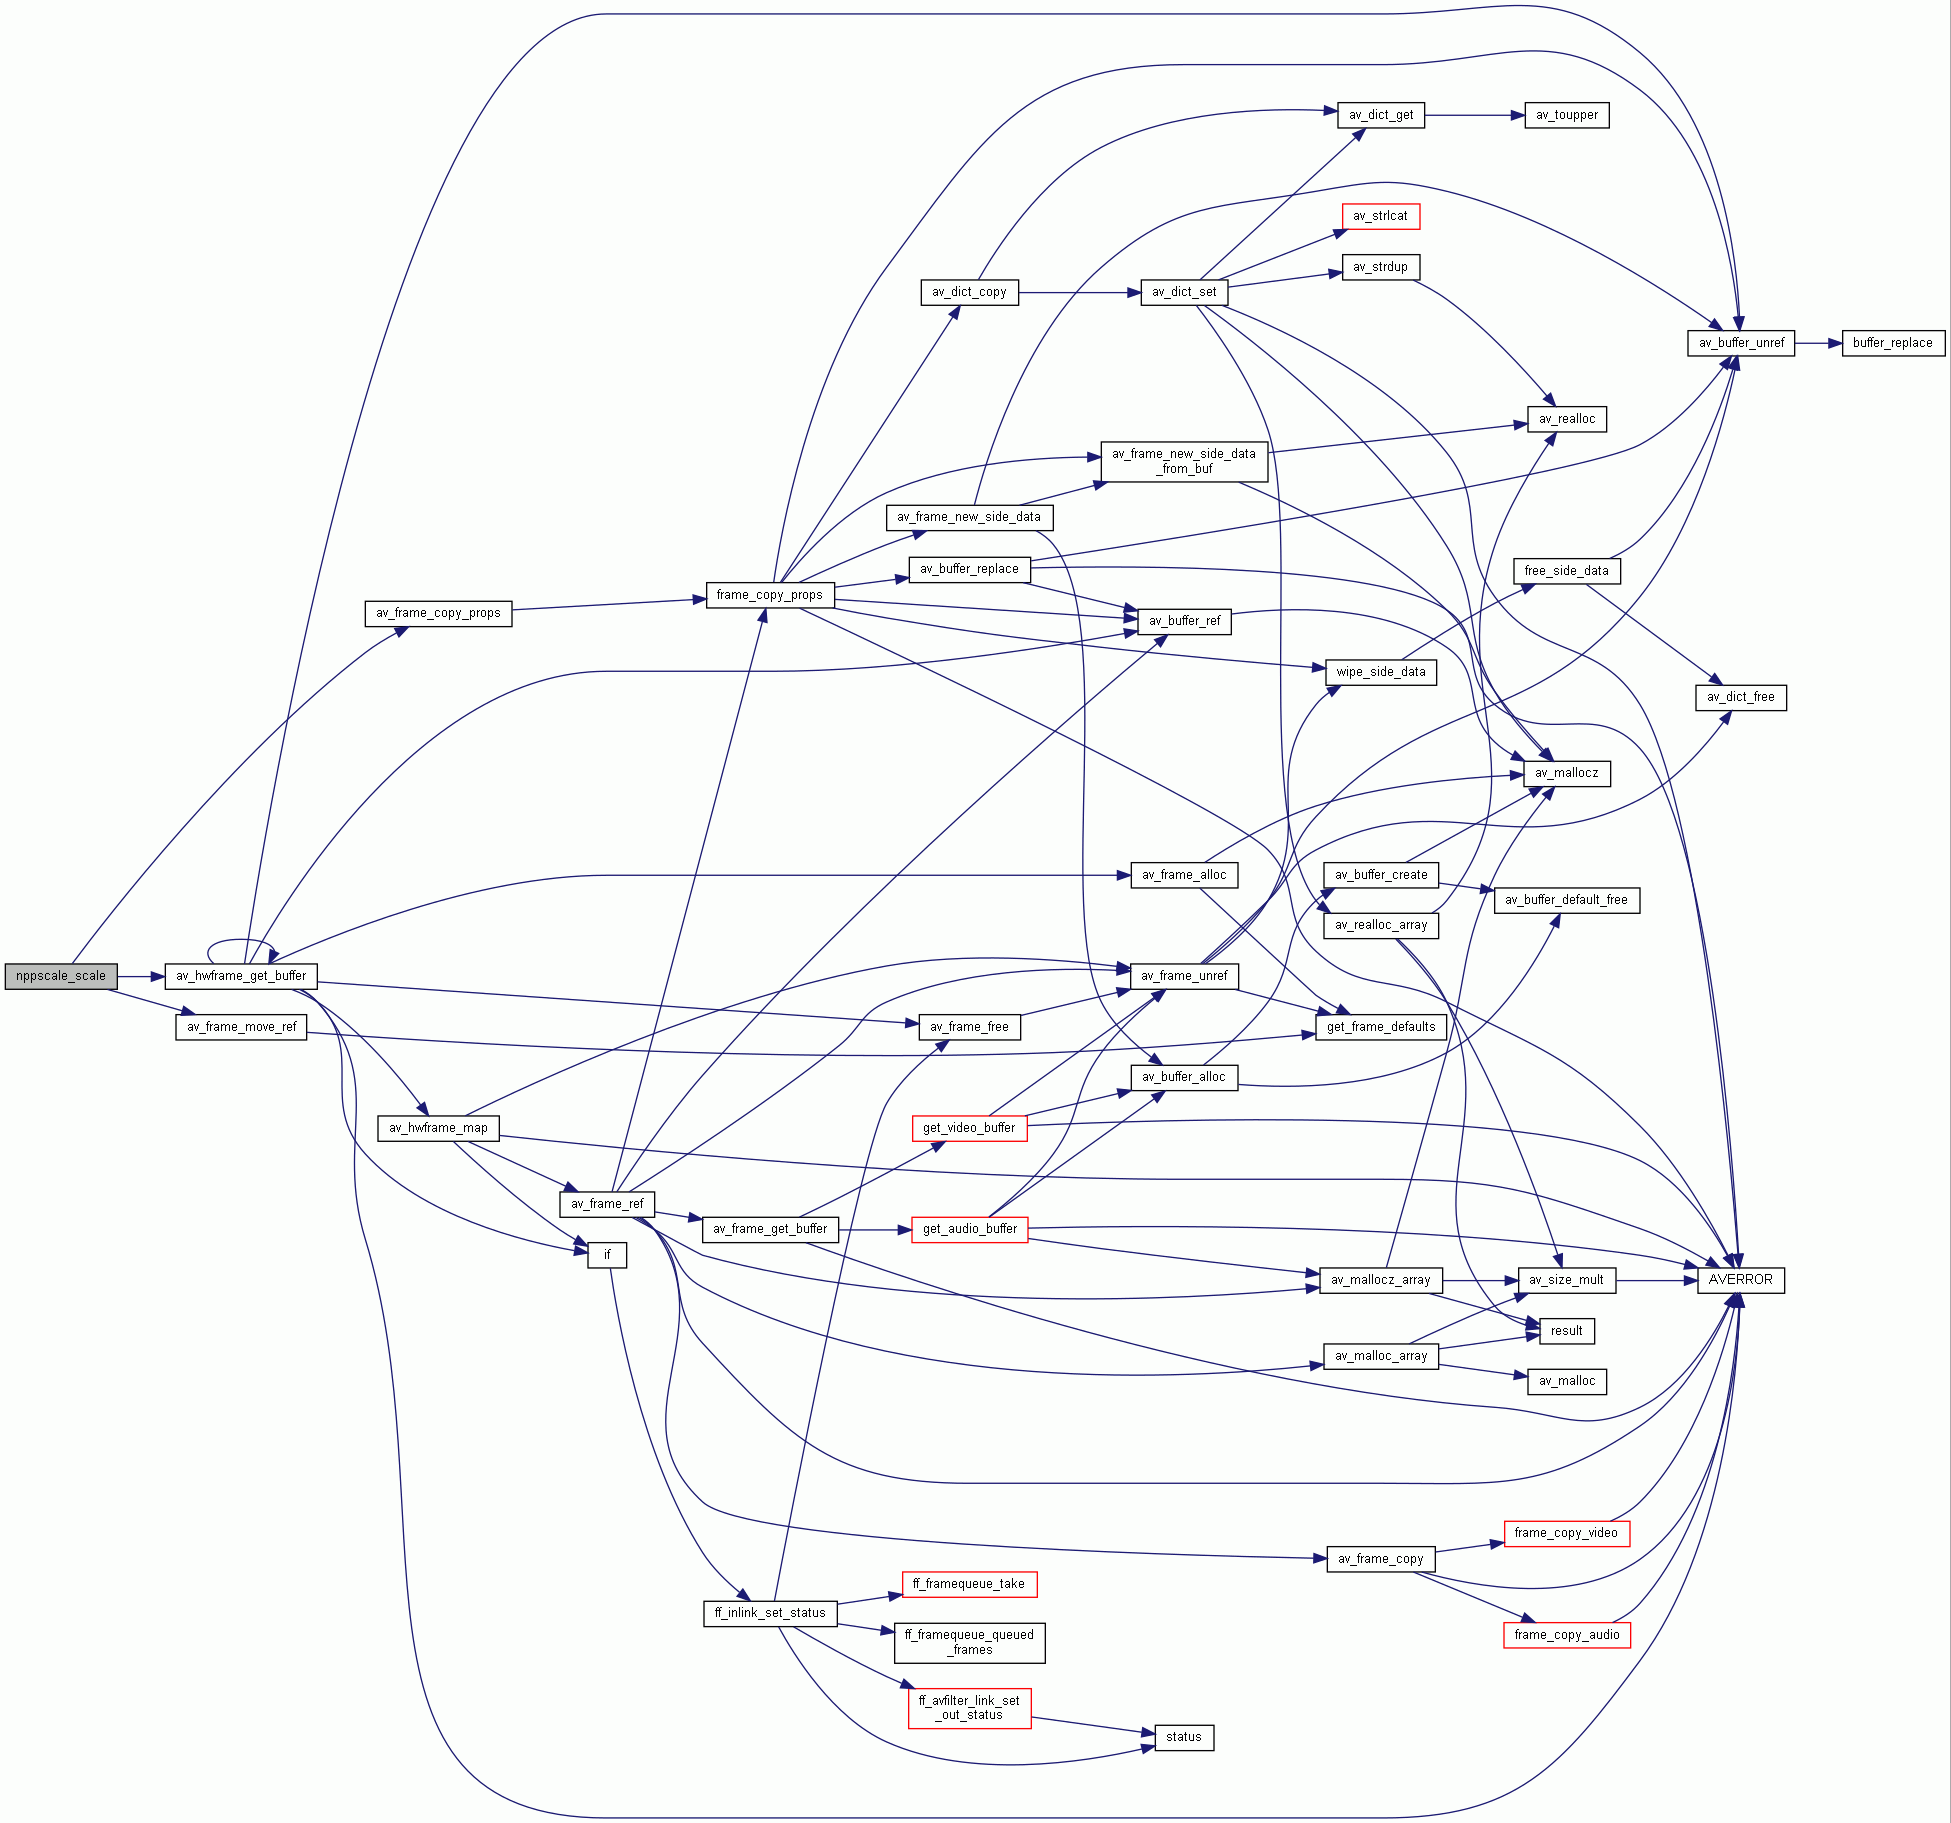 av_dict_get
av_toupper
av_strlcat
av_strdup
av_dict_copy
av_dict_set
av_buffer_unref
buffer_replace
av_realloc
av_frame_new_side_data
_from_buf
av_frame_new_side_data
av_buffer_replace
free_side_data
frame_copy_props
av_frame_copy_props
av_buffer_ref
wipe_side_data
av_dict_free
av_mallocz
av_frame_alloc
av_buffer_create
av_buffer_default_free
av_realloc_array
nppscale_scale
av_hwframe_get_buffer
av_frame_unref
av_frame_move_ref
av_frame_free
get_frame_defaults
av_buffer_alloc
av_hwframe_map
get_video_buffer
av_frame_ref
av_frame_get_buffer
get_audio_buffer
if
av_mallocz_array
av_size_mult
AVERROR
result
av_malloc_array
av_malloc
frame_copy_video
av_frame_copy
ff_framequeue_take
ff_inlink_set_status
ff_framequeue_queued
_frames
frame_copy_audio
ff_avfilter_link_set
_out_status
status